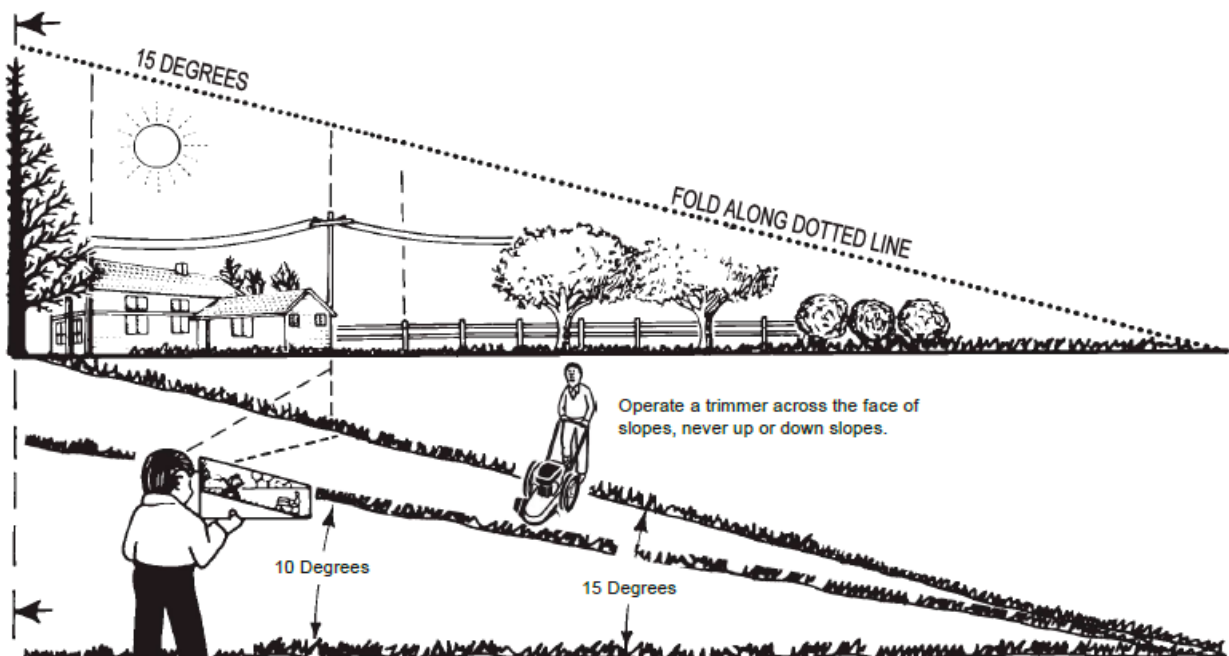 15 DEGREES
FOLD ALONG DOTTED LINE
Operate a trimmer across the face of
slopes, never up or down slopes.
10 Degrees
15 Degrees